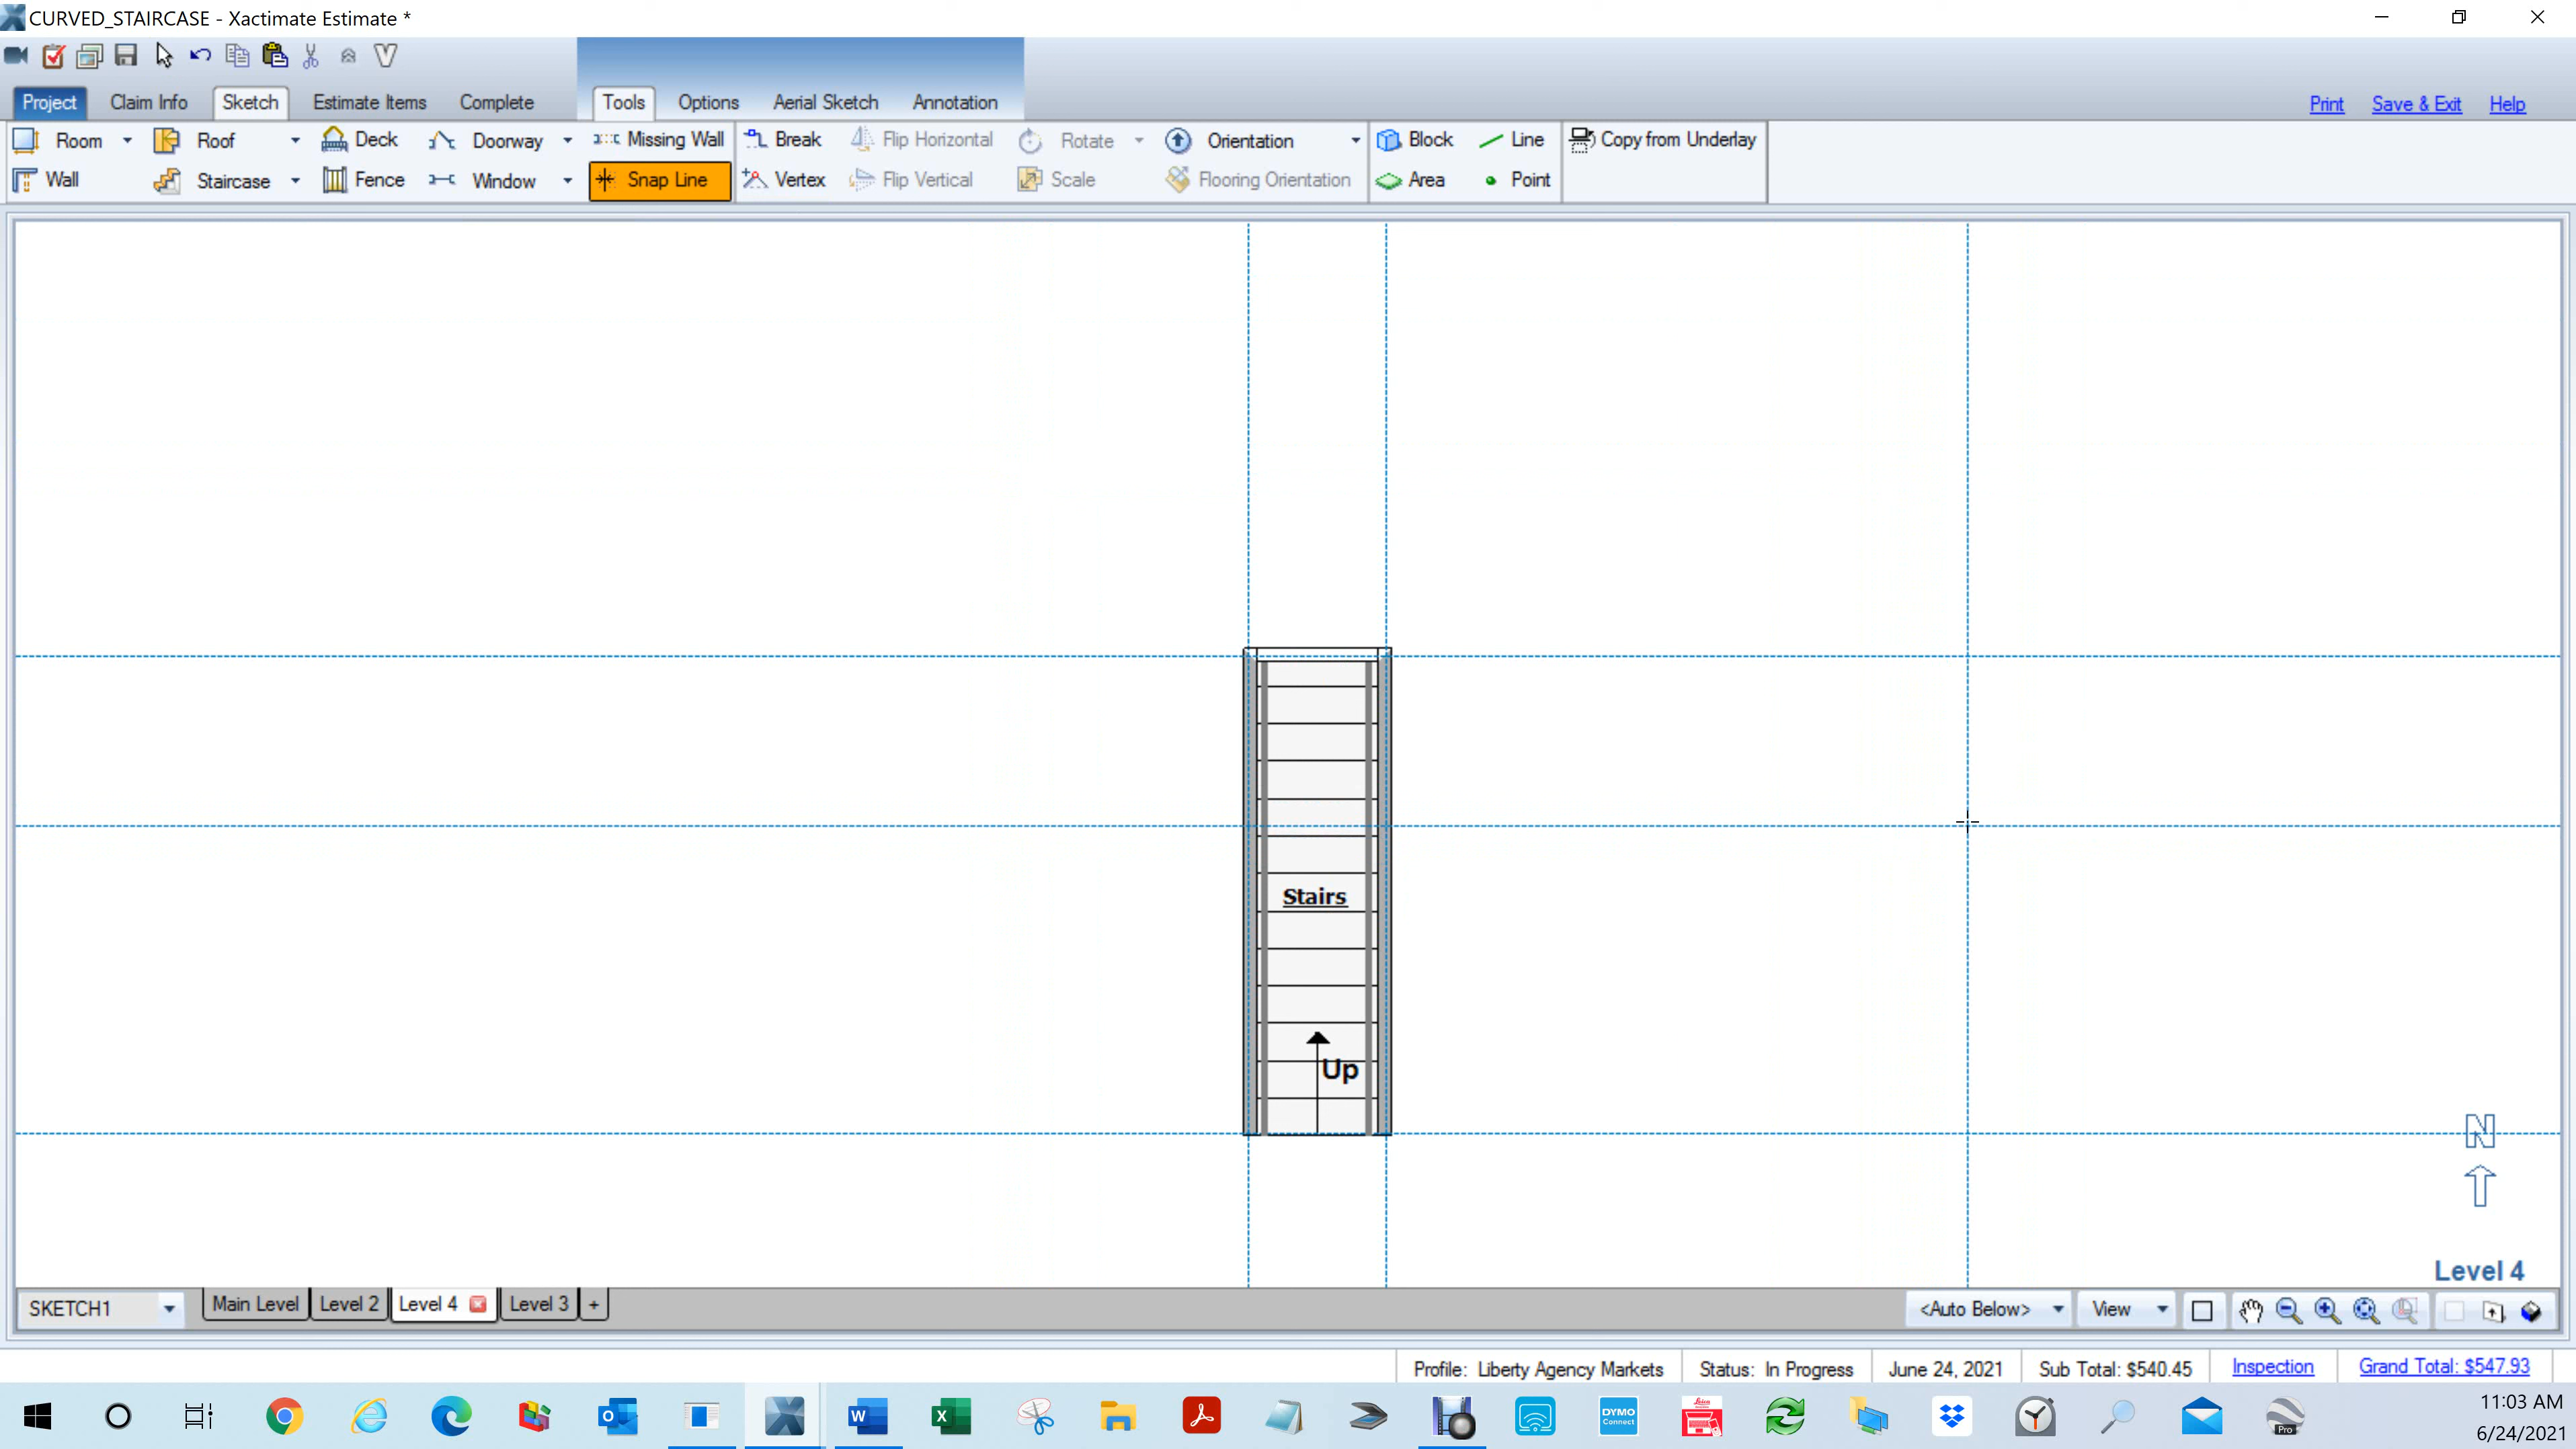 CURVED_STAIRCASE - Xactimate Estimate *
Project Claim Info Sketch Estimate Items Complete Tools Options Aerial Sketch Annotation Print Save & Exit Help
Room Roof Deck Doorway Missing Wall Break Flip Horizontal Rotate Orientation Block Line Copy from Underlay
Wall Staircase Fence Window Snap Line Vertex Flip Vertical Scale Flooring Orientation Area Point
Stairs
Up
N
Level 4
SKETCH1 Main Level Level 2 Level 4 Level 3 + <Auto Below> View
Profile: Liberty Agency Markets Status: In Progress June 24, 2021 Sub Total: $540.45 Inspection Grand Total: $547.93
11:03 AM
6/24/2021
DYMO
Connect
Pro